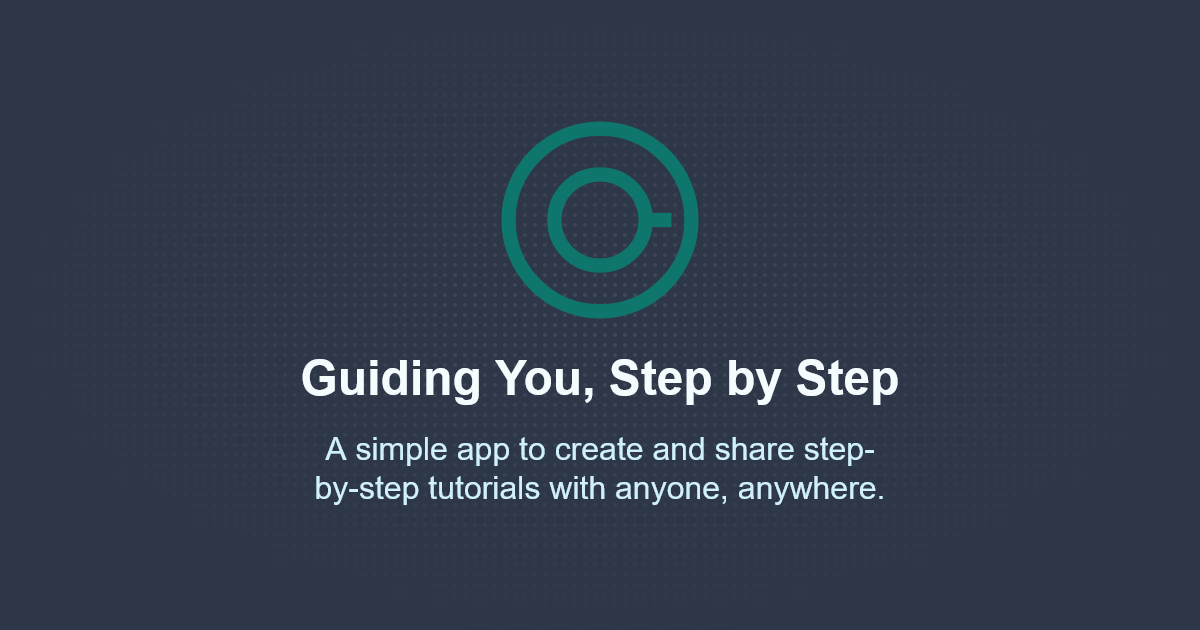 Guiding You, Step by Step
A simple app to create and share step-
by-step tutorials with anyone, anywhere.